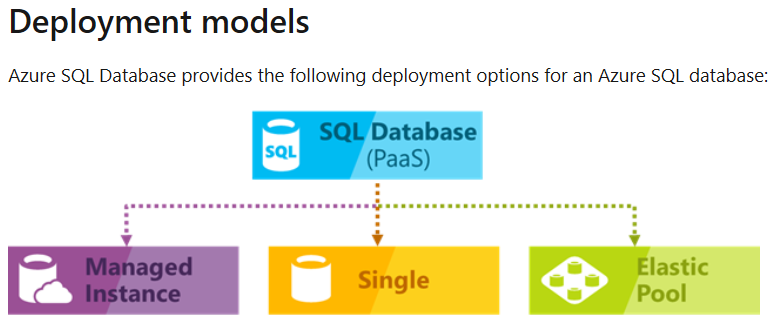 Deployment models
Azure SQL Database provides the following deployment options for an Azure SQL database:
SQL
SQL Database
(PaaS)
Managed
Instance
Single
Elastic
Pool